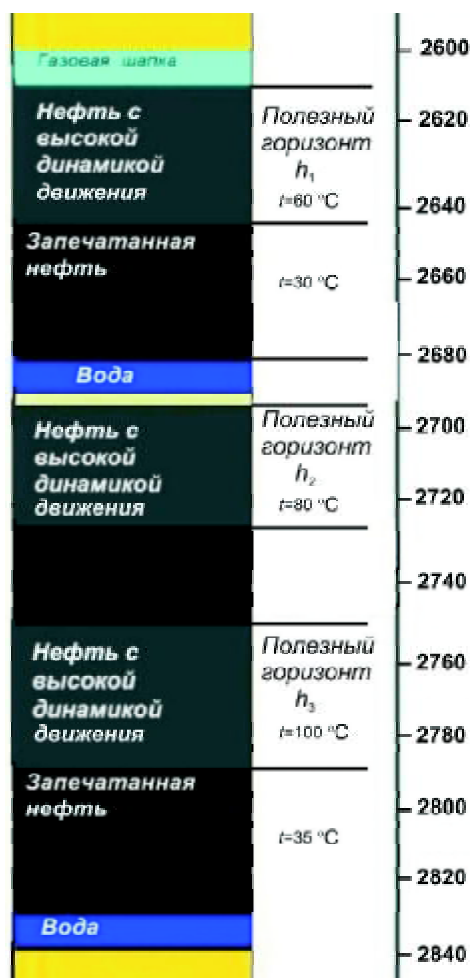 Газовая шапка
2600
Нефть с
высокой
динамикой
движения
Полезный
горизонт
h₁
t=60 °C
2620
2640
Запечатанная
нефть
t=30 °C
2660
2680
Вода
Нефть с
высокой
динамикой
движения
Полезный
горизонт
h₂
t=80 °C
2700
2720
2740
Нефть с
высокой
динамикой
движения
Полезный
горизонт
h₃
t=100 °C
2760
2780
Запечатанная
нефть
t=35 °C
2800
2820
Вода
2840